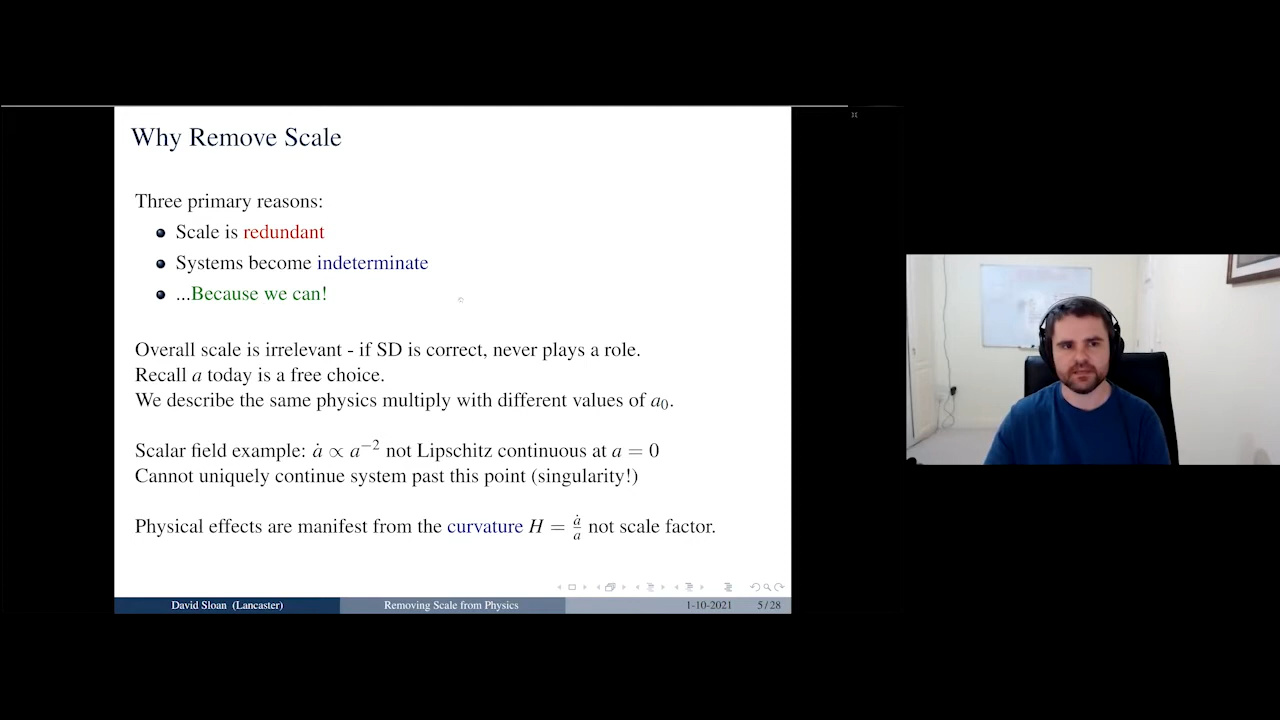 Why Remove Scale
Three primary reasons:
Scale is redundant
Systems become indeterminate
...Because we can!
Overall scale is irrelevant - if SD is correct, never plays a role.
Recall a today is a free choice.
We describe the same physics multiply with different values of a₀.
Scalar field example: ȧ ∝ a⁻² not Lipschitz continuous at a = 0
Cannot uniquely continue system past this point (singularity!)
Physical effects are manifest from the curvature H = ȧ/a not scale factor.
David Sloan (Lancaster) Removing Scale from Physics 1-10-2021 5/28